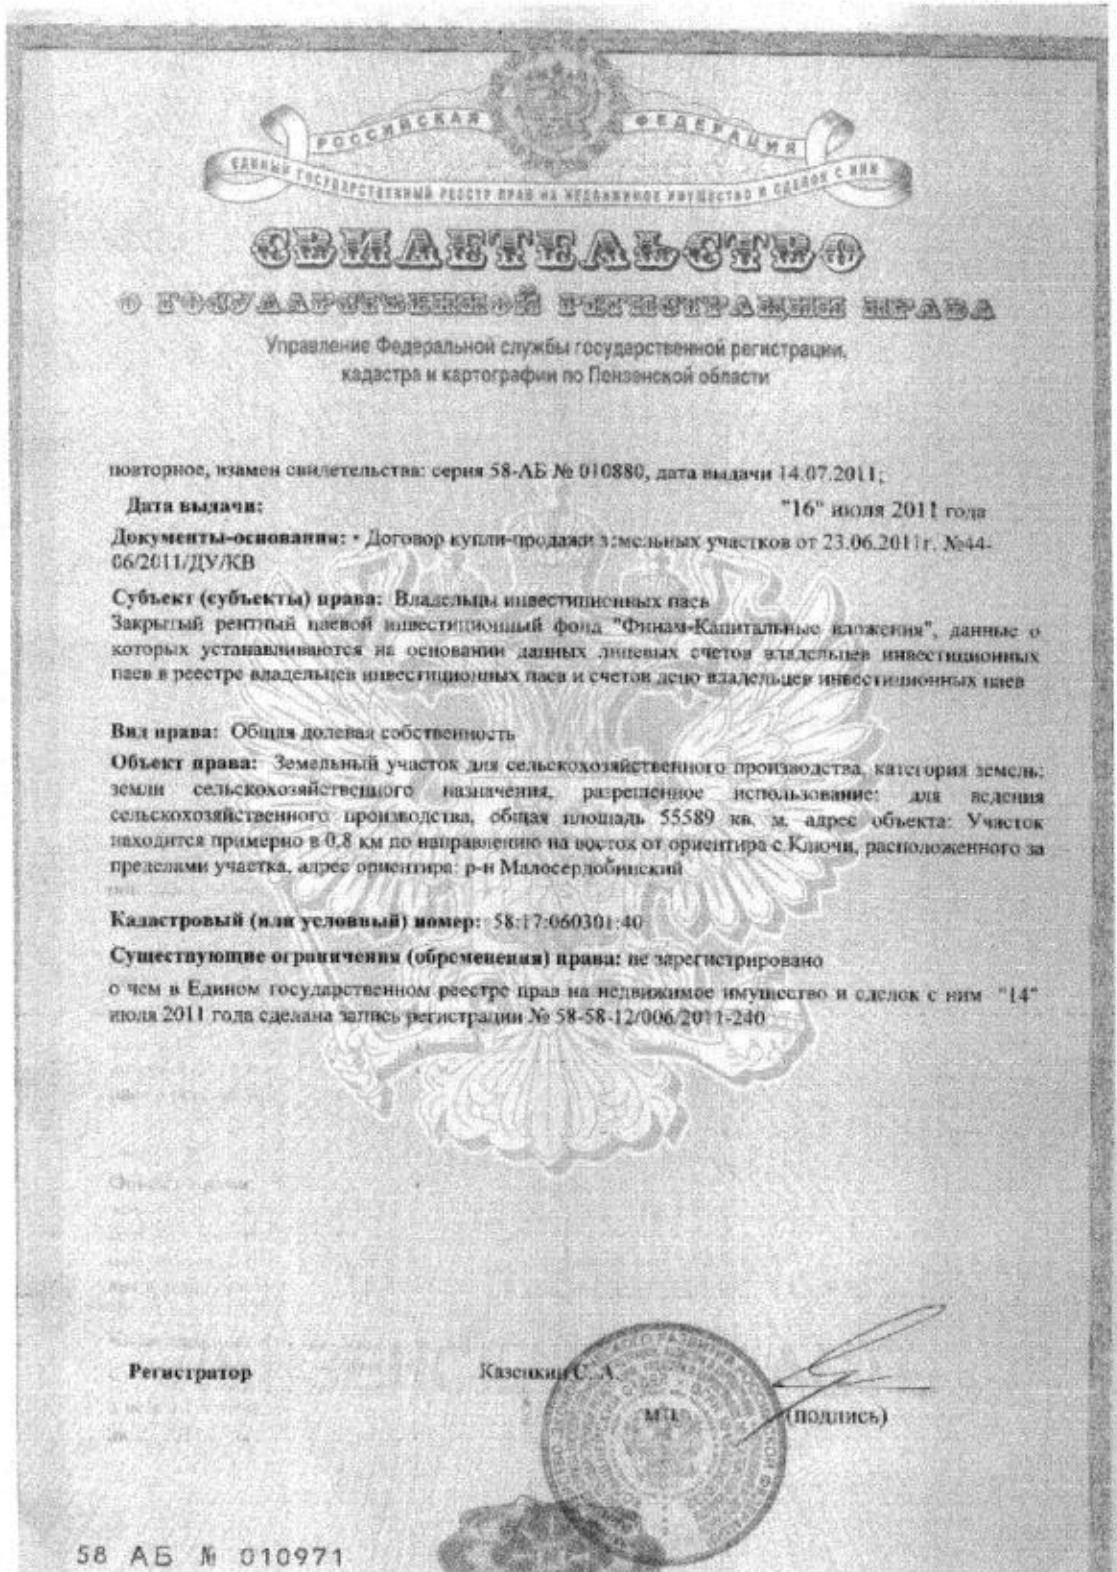 РОССИЙСКАЯ ФЕДЕРАЦИЯ
ЕДИНЫЙ ГОСУДАРСТВЕННЫЙ РЕЕСТР ПРАВ НА НЕДВИЖИМОЕ ИМУЩЕСТВО И СДЕЛОК С НИМ
СВИДЕТЕЛЬСТВО
О ГОСУДАРСТВЕННОЙ РЕГИСТРАЦИИ ПРАВА
Управление Федеральной службы государственной регистрации,
кадастра и картографии по Пензенской области
повторное, взамен свидетельства: серия 58-АБ № 010880, дата выдачи 14.07.2011;
Дата выдачи: "16" июля 2011 года
Документы-основания: • Договор купли-продажи земельных участков от 23.06.2011г. №44-
06/2011/ДУ/КВ
Субъект (субъекты) права: Владельцы инвестиционных паев
Закрытый рентный паевой инвестиционный фонд "Финам-Капитальные вложения", данные о
которых устанавливаются на основании данных лицевых счетов владельцев инвестиционных
паев в реестре владельцев инвестиционных паев и счетов депо владельцев инвестиционных паев
Вид права: Общая долевая собственность
Объект права: Земельный участок для сельскохозяйственного производства, категория земель:
земли сельскохозяйственного назначения, разрешенное использование: для ведения
сельскохозяйственного производства, общая площадь 55589 кв. м, адрес объекта: Участок
находится примерно в 0,8 км по направлению на восток от ориентира с.Ключи, расположенного за
пределами участка, адрес ориентира: р-н Малосердобинский
Кадастровый (или условный) номер: 58:17:060301:40
Существующие ограничения (обременения) права: не зарегистрировано
о чем в Едином государственном реестре прав на недвижимое имущество и сделок с ним "14"
июля 2011 года сделана запись регистрации № 58-58-12/006/2011-240
Регистратор Казенкин С. А.
М.П.
(подпись)
58 АБ № 010971